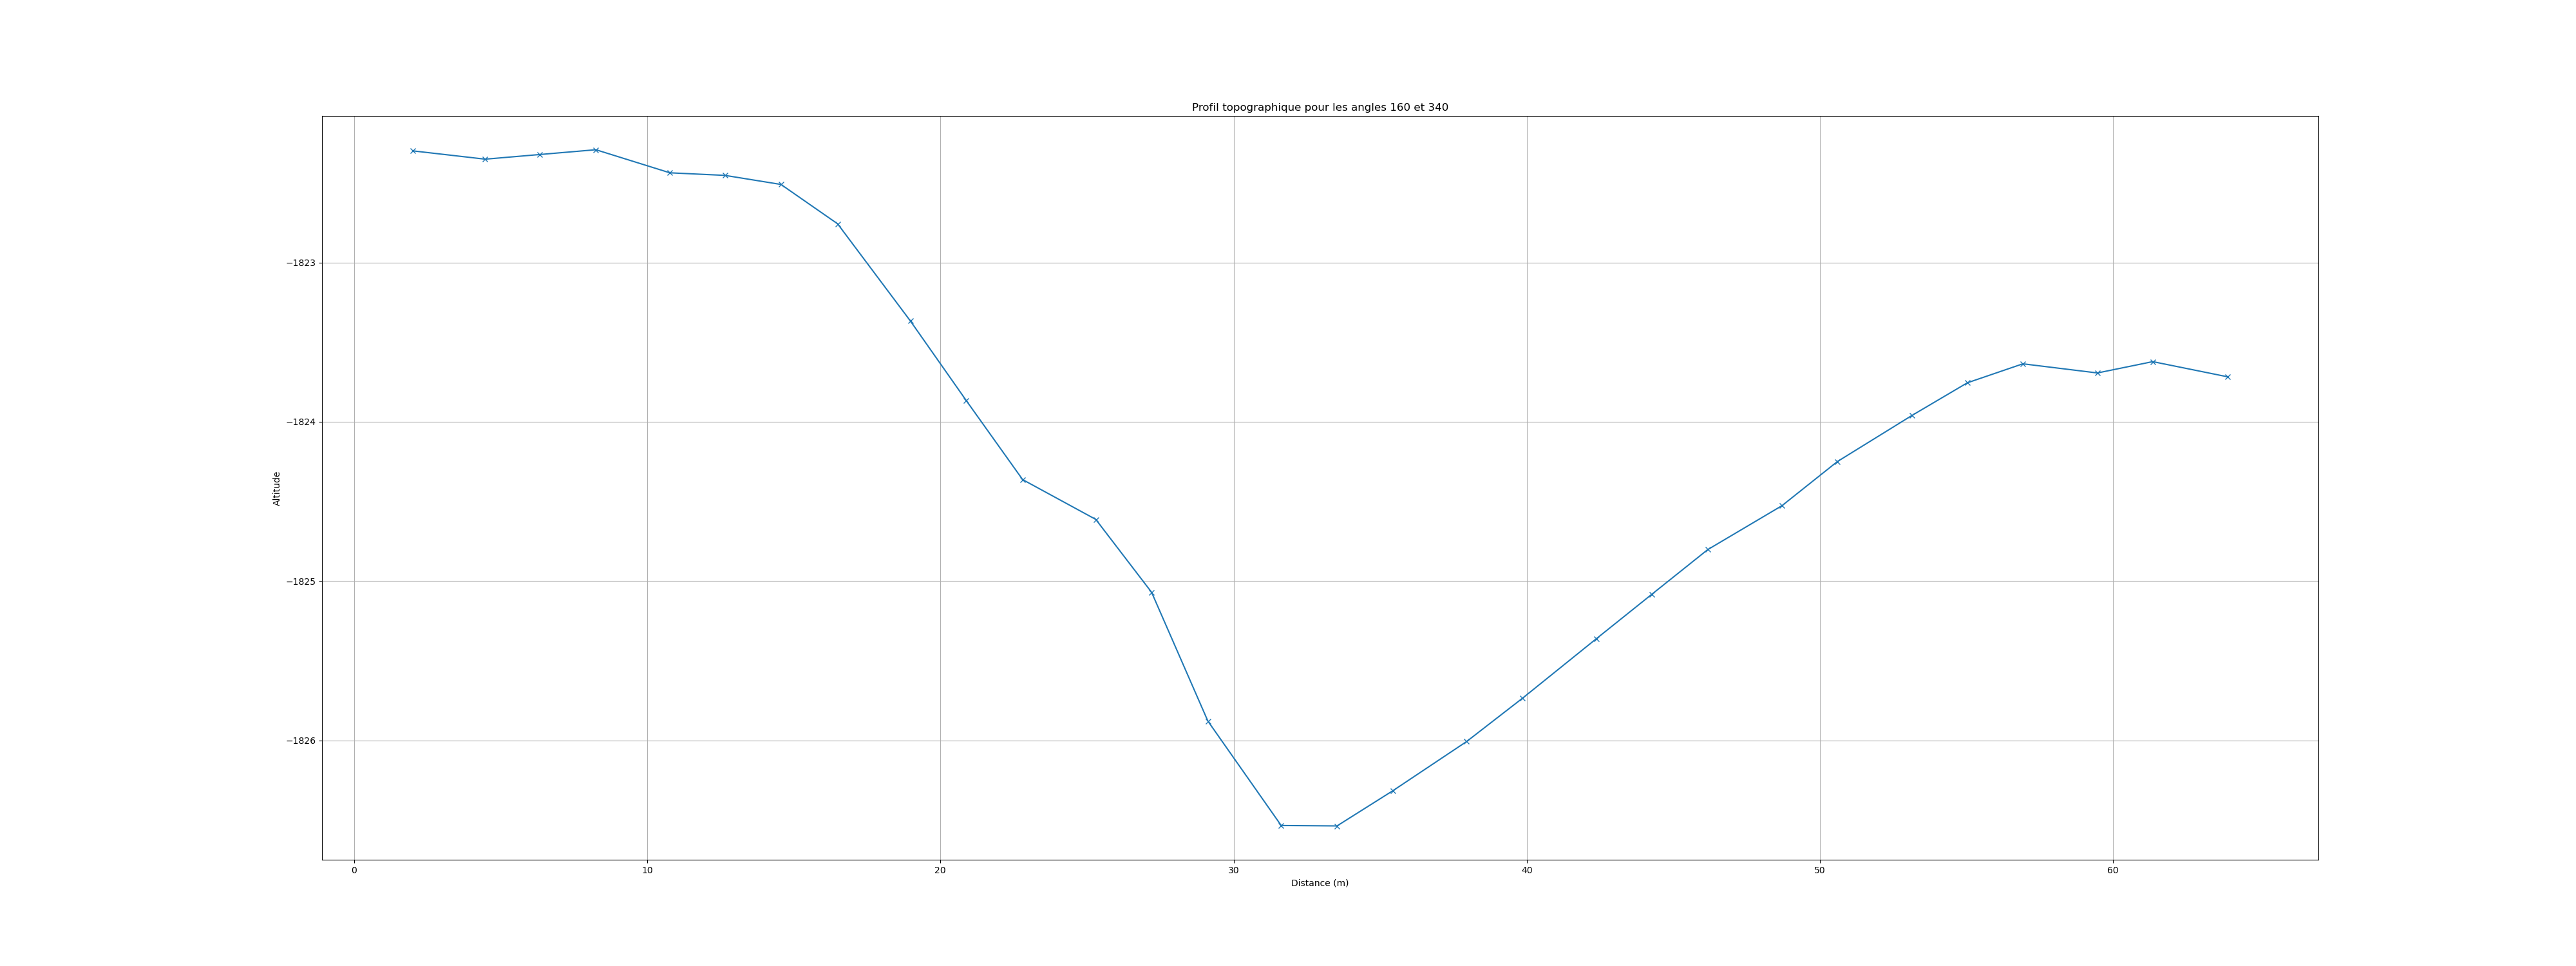 Profil topographique pour les angles 160 et 340
−1823
−1824
−1825
−1826
Altitude
0 10 20 30 40 50 60
Distance (m)